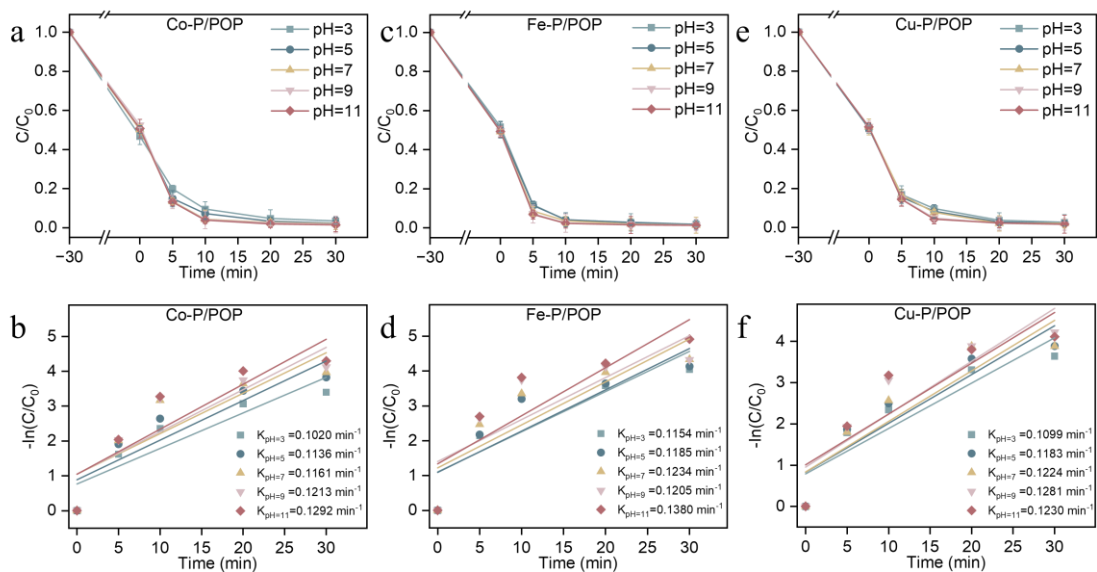 a
Co-P/POP
pH=3
pH=5
pH=7
pH=9
pH=11
C/C0
1.0
0.8
0.6
0.4
0.2
0.0
−30
0
5
10
20
30
Time (min)
c
Fe-P/POP
pH=3
pH=5
pH=7
pH=9
pH=11
C/C0
1.0
0.8
0.6
0.4
0.2
0.0
−30
0
5
10
20
30
Time (min)
e
Cu-P/POP
pH=3
pH=5
pH=7
pH=9
pH=11
C/C0
1.0
0.8
0.6
0.4
0.2
0.0
−30
0
5
10
20
30
Time (min)
b
Co-P/POP
-ln(C/C0)
5
4
3
2
1
0
KpH=3=0.1020 min-1
KpH=5=0.1136 min-1
KpH=7=0.1161 min-1
KpH=9=0.1213 min-1
KpH=11=0.1292 min-1
0
5
10
20
30
Time (min)
d
Fe-P/POP
-ln(C/C0)
5
4
3
2
1
0
KpH=3=0.1154 min-1
KpH=5=0.1185 min-1
KpH=7=0.1234 min-1
KpH=9=0.1205 min-1
KpH=11=0.1380 min-1
0
5
10
20
30
Time (min)
f
Cu-P/POP
-ln(C/C0)
4
3
2
1
0
KpH=3=0.1099 min-1
KpH=5=0.1183 min-1
KpH=7=0.1224 min-1
KpH=9=0.1281 min-1
KpH=11=0.1230 min-1
0
5
10
20
30
Time (min)